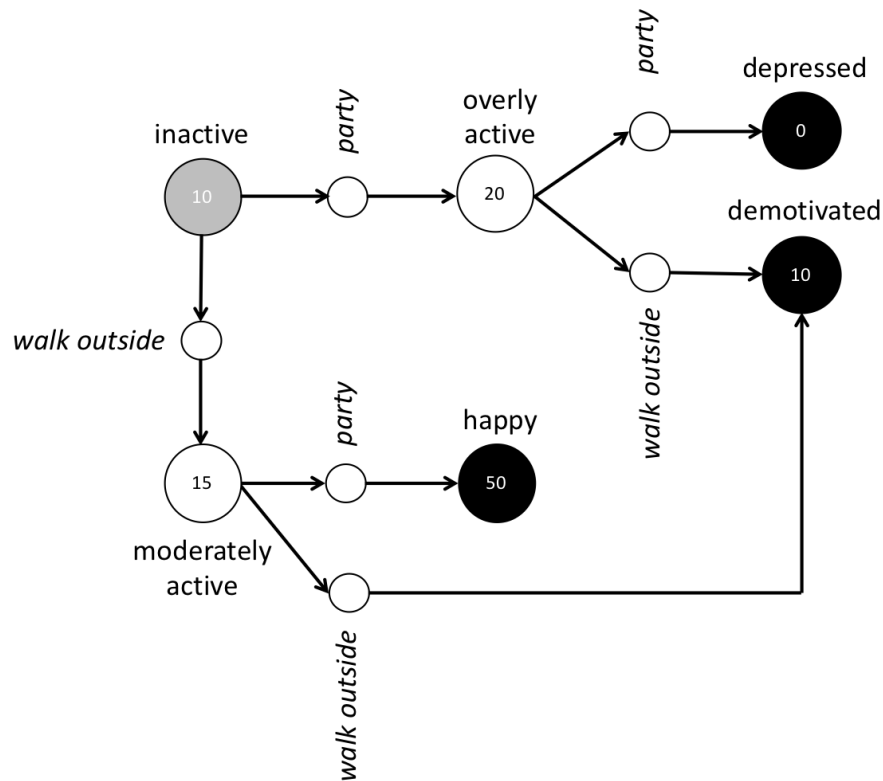 party
depressed
0
overly
active
party
inactive
10
20
demotivated
10
walk outside
walk outside
party
happy
15
50
moderately
active
walk outside